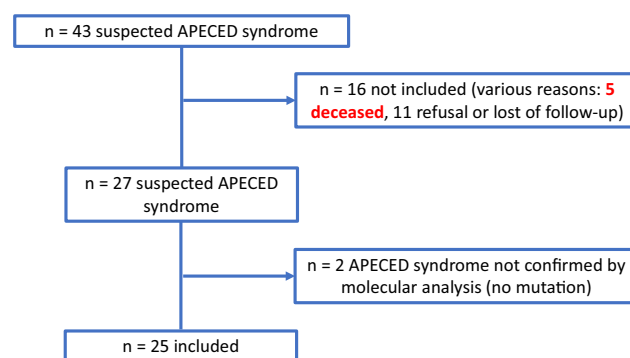 n = 43 suspected APECED syndrome
n = 16 not included (various reasons: 5
deceased, 11 refusal or lost of follow-up)
n = 27 suspected APECED
syndrome
n = 2 APECED syndrome not confirmed by
molecular analysis (no mutation)
n = 25 included